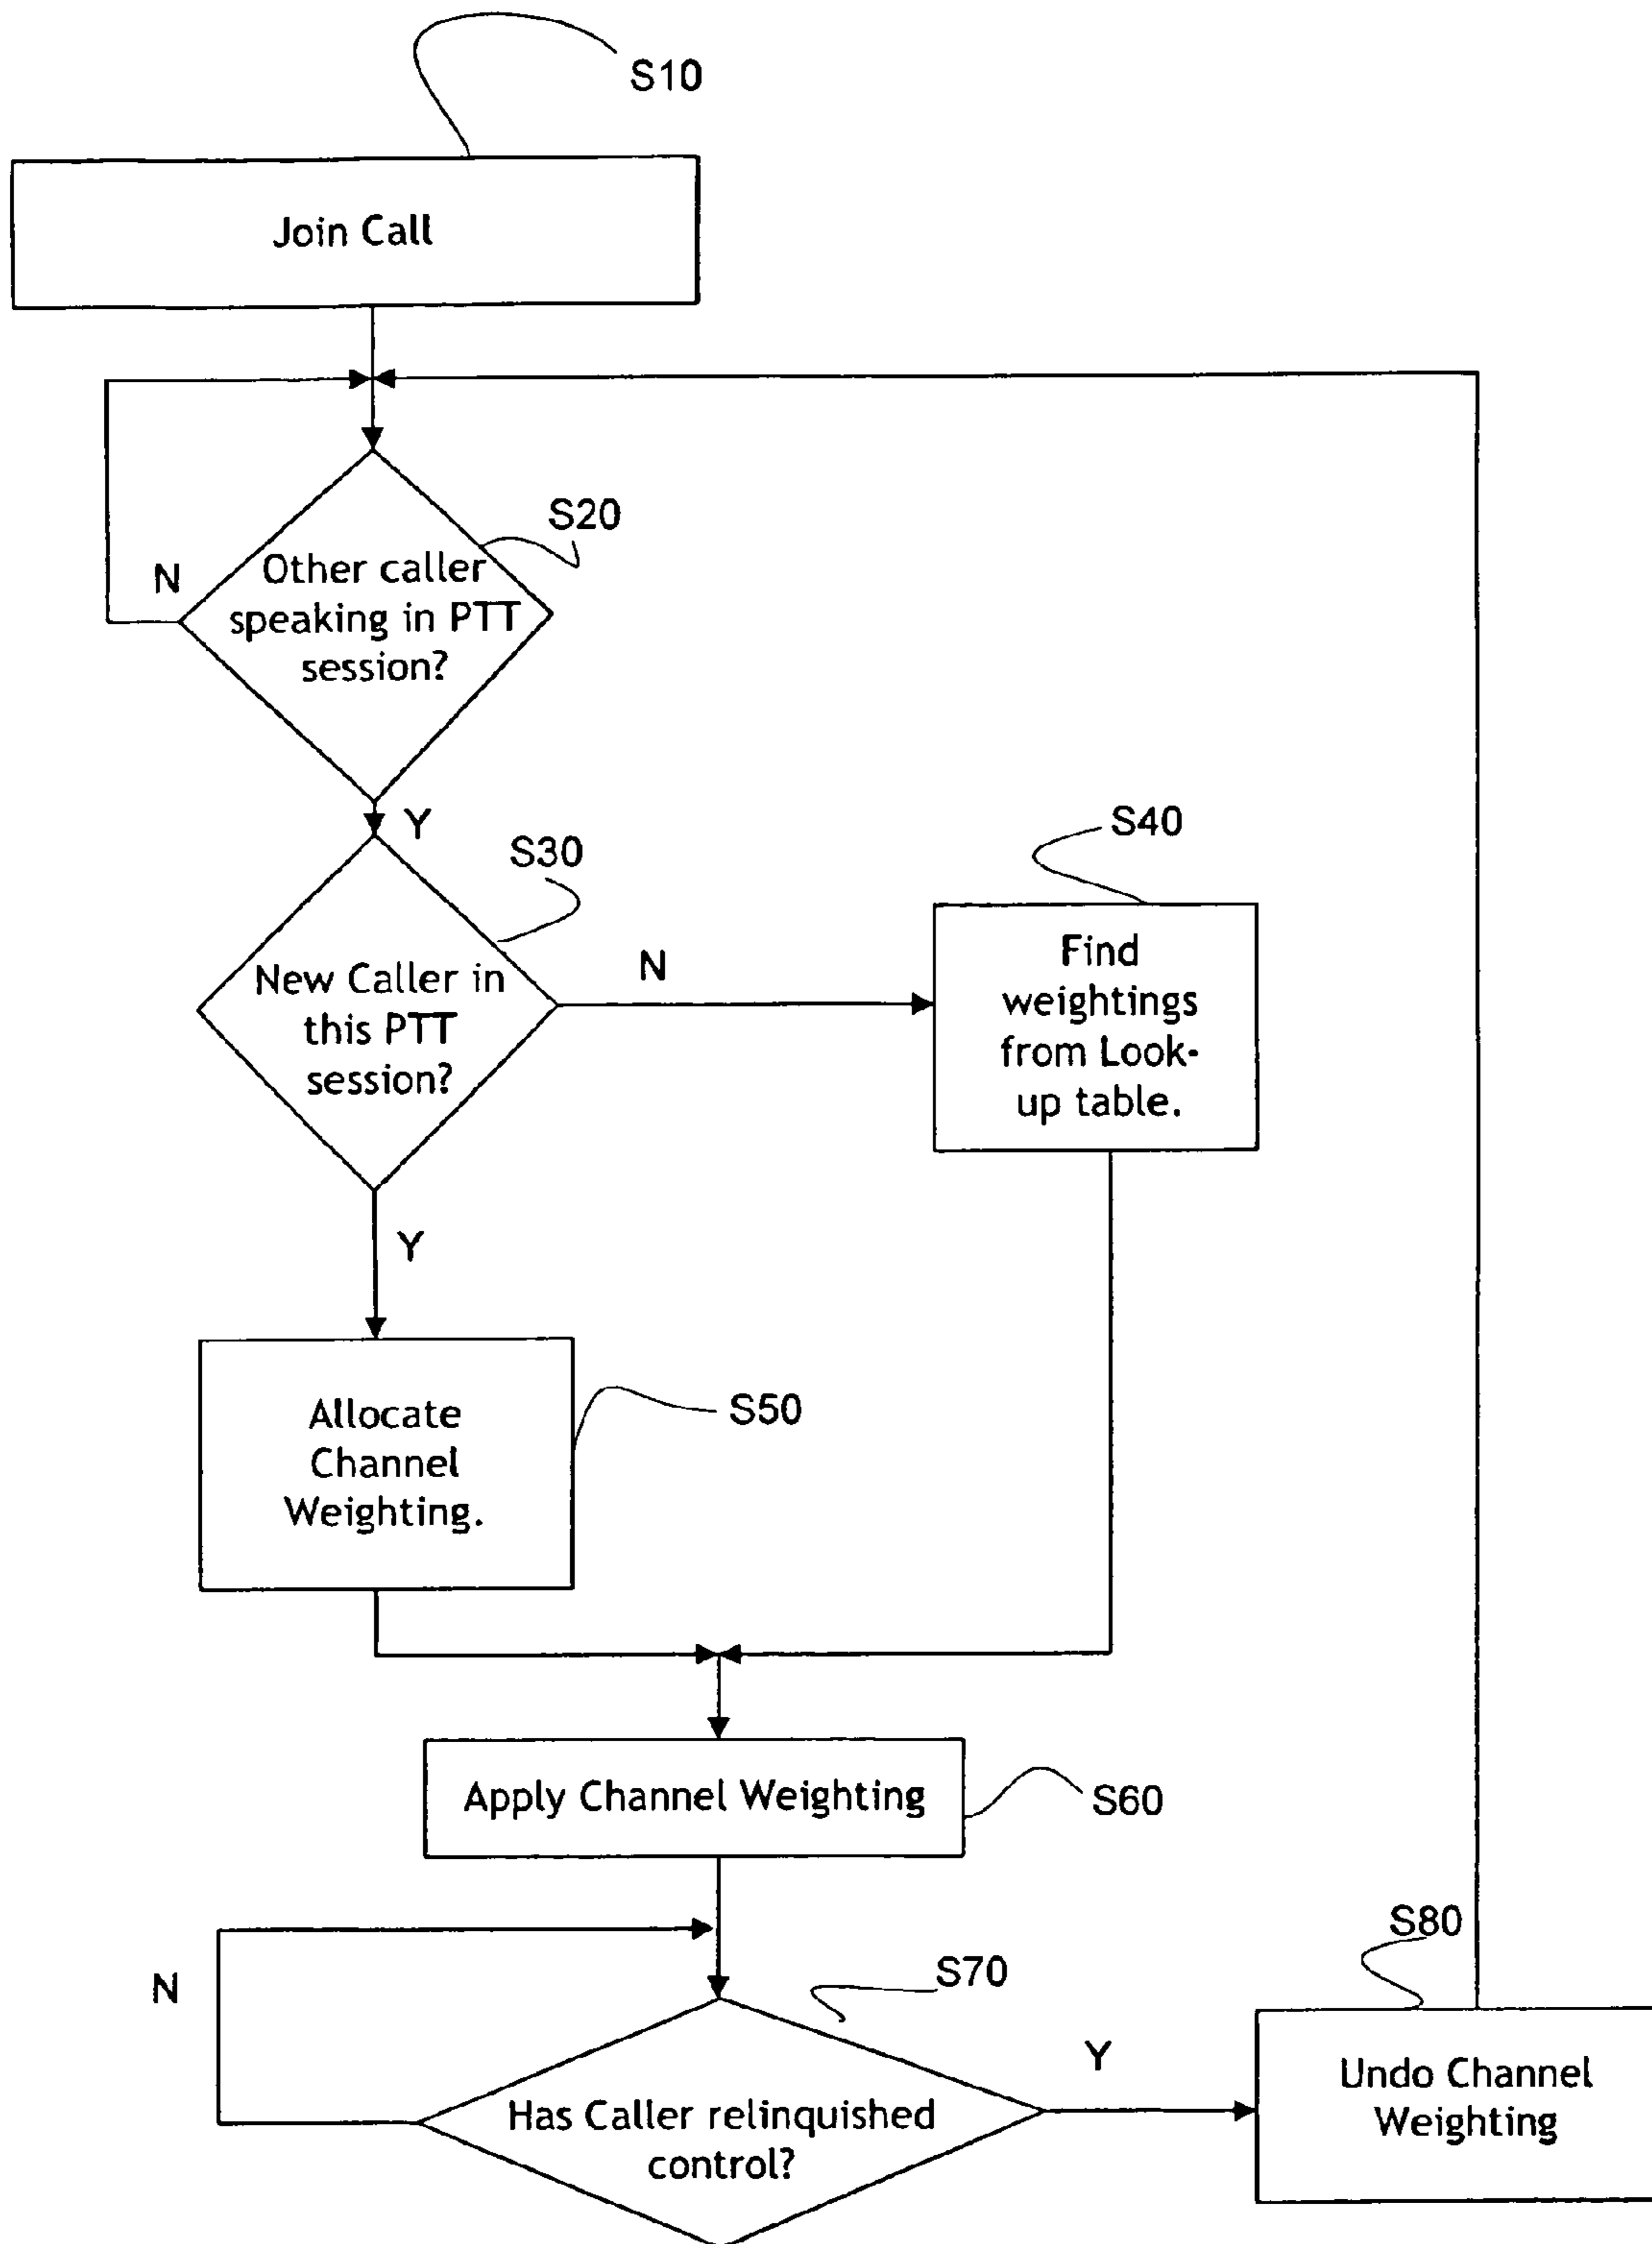 S10
Join Call
S20
N
Other caller
speaking in PTT
session?
Y
S30
S40
New Caller in
this PTT
session?
N
Find
weightings
from Look-
up table.
Y
Allocate
Channel
Weighting.
S50
Apply Channel Weighting
S60
S80
N
S70
Y
Has Caller relinquished
control?
Undo Channel
Weighting